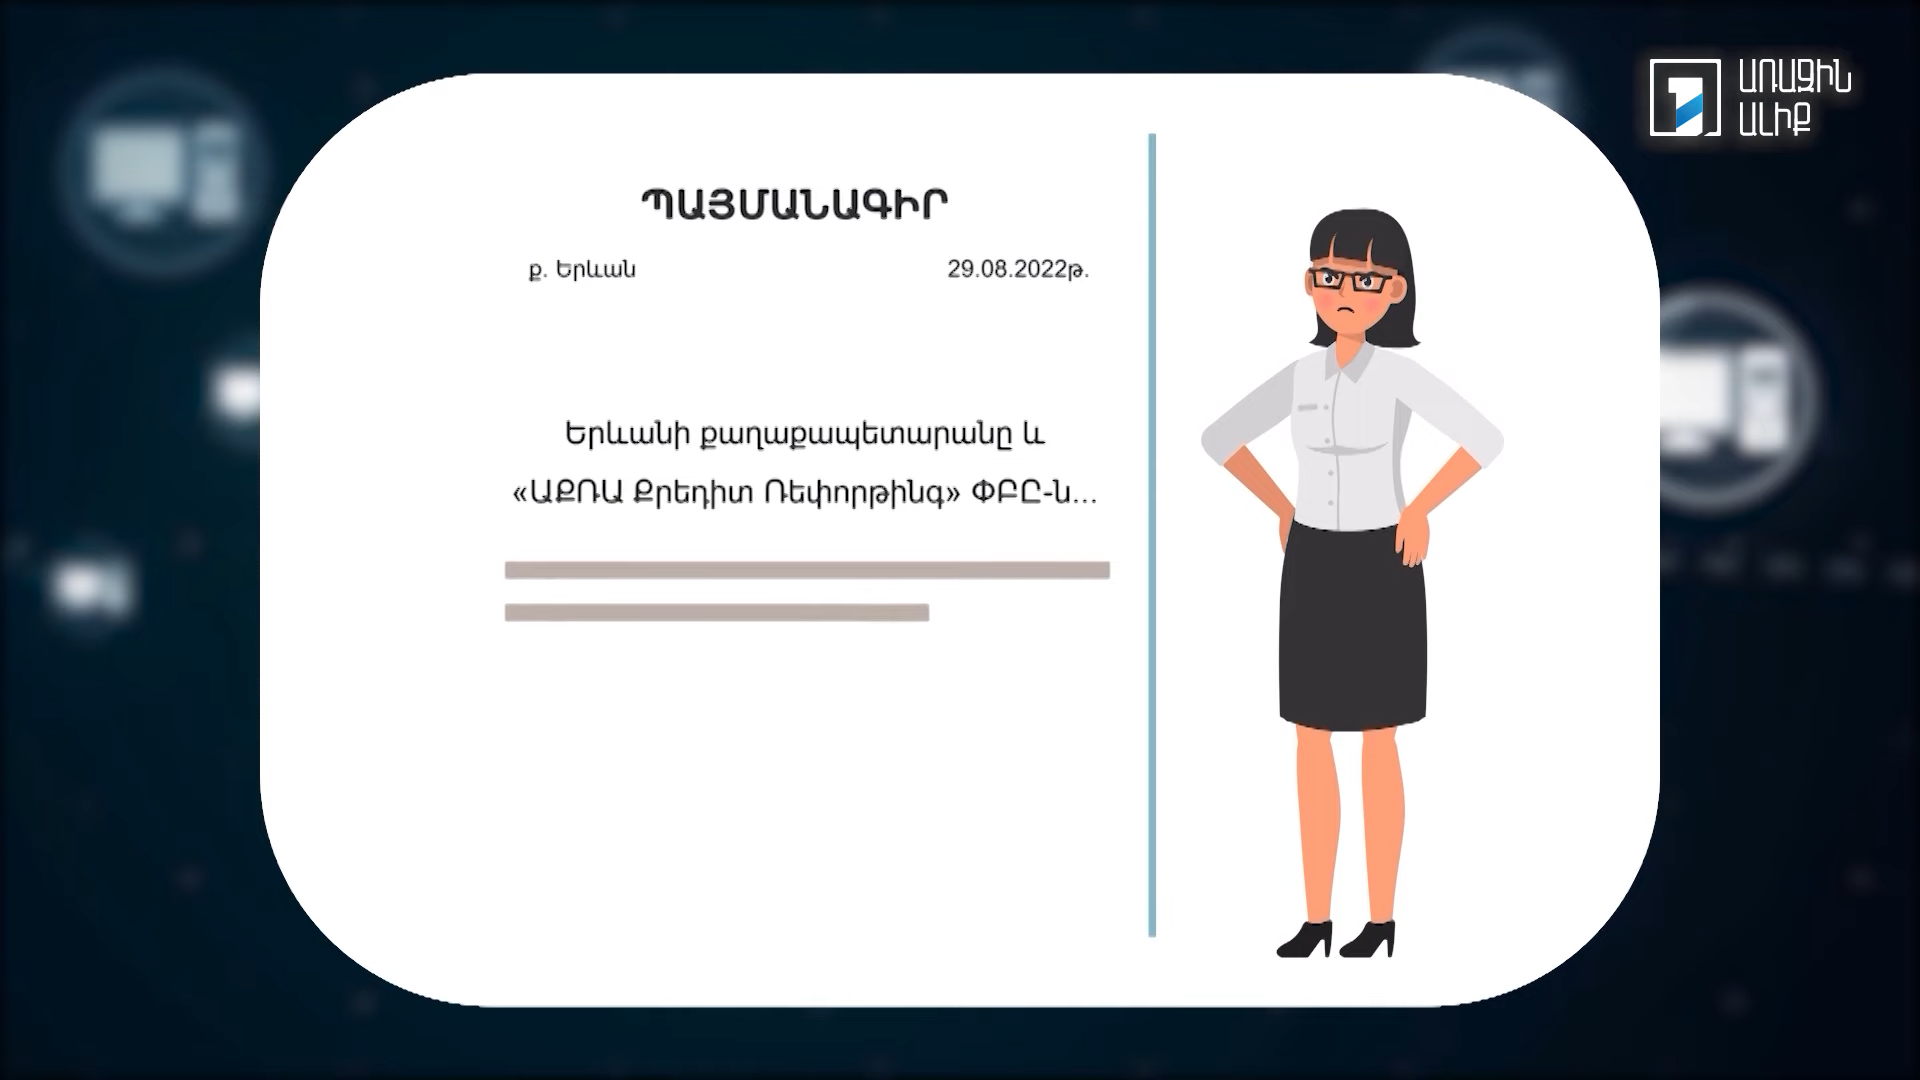 ԱՌԱՋԻՆ
ԱԼԻՔ
ՊԱՅՄԱՆԱԳԻՐ
ք. Երևան 29.08.2022թ.
Երևանի քաղաքապետարանը և
«ԱՔՌԱ Քրեդիտ Ռեփորթինգ» ՓԲԸ-ն...